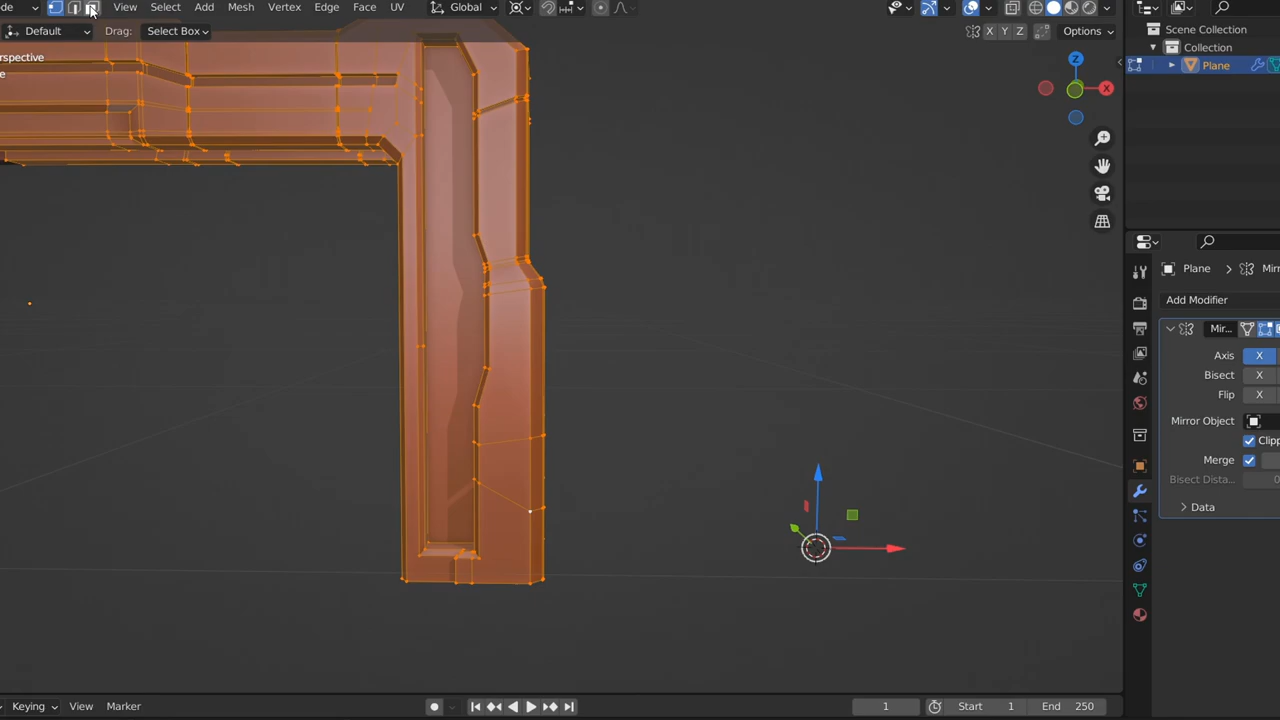 de View Select Add Mesh Vertex Edge Face UV Global
Default Drag: Select Box X Y Z Options
rspective
e
Z
X
Scene Collection
Collection
Plane
Plane Mirr
Add Modifier
Mir...
Axis X
Bisect X
Flip X
Mirror Object
Clipp
Merge
Bisect Dista... 0
Data
Keying View Marker 1 Start 1 End 250